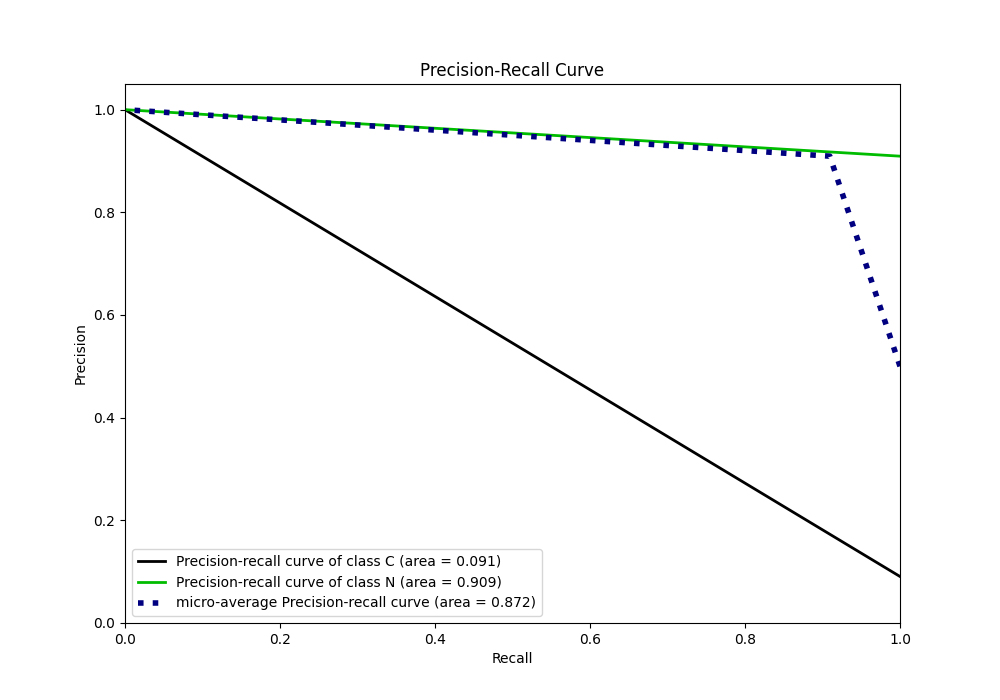 Precision-Recall Curve
1.0
0.8
0.6
0.4
0.2
0.0
Precision
Precision-recall curve of class C (area = 0.091)
Precision-recall curve of class N (area = 0.909)
micro-average Precision-recall curve (area = 0.872)
0.0 0.2 0.4 0.6 0.8 1.0
Recall